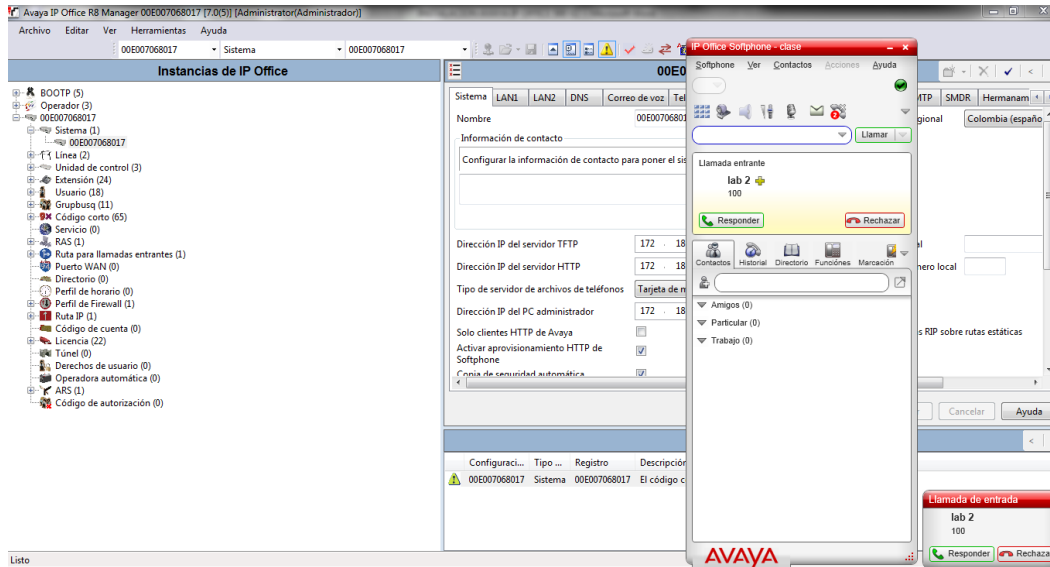 Avaya IP Office R8 Manager 00E007068017 [7.0(5)] [Administrator(Administrador)]
Archivo Editar Ver Herramientas Ayuda
00E007068017 Sistema 00E007068017
Instancias de IP Office
BOOTP (5)
Operador (3)
00E007068017
Sistema (1)
00E007068017
Línea (2)
Unidad de control (3)
Extensión (24)
Usuario (18)
Grupbusq (11)
Código corto (65)
Servicio (0)
RAS (1)
Ruta para llamadas entrantes (1)
Puerto WAN (0)
Directorio (0)
Perfil de horario (0)
Perfil de Firewall (1)
Ruta IP (1)
Código de cuenta (0)
Licencia (22)
Túnel (0)
Derechos de usuario (0)
Operadora automática (0)
ARS (1)
Código de autorización (0)
Listo
00E0
Sistema LAN1 LAN2 DNS Correo de voz Tel
MTP SMDR Hermanam
Nombre 00E00706801
gional Colombia (españo
Información de contacto
Configurar la información de contacto para poner el sis
Dirección IP del servidor TFTP 172 . 18
al
Dirección IP del servidor HTTP 172 . 18
nero local
Tipo de servidor de archivos de teléfonos Tarjeta de m
Dirección IP del PC administrador 172 . 18
Solo clientes HTTP de Avaya
s RIP sobre rutas estáticas
Activar aprovisionamiento HTTP de
Softphone
Copia de seguridad automática
Cancelar Ayuda
Configuraci... Tipo ... Registro Descripción
00E007068017 Sistema 00E007068017 El código c
IP Office Softphone - clase
Softphone Ver Contactos Acciones Ayuda
Llamar
Llamada entrante
lab 2
100
Responder Rechazar
Contactos Historial Directorio Funciónes Marcación
Amigos (0)
Particular (0)
Trabajo (0)
AVAYA
Llamada de entrada
lab 2
100
Responder Rechaza